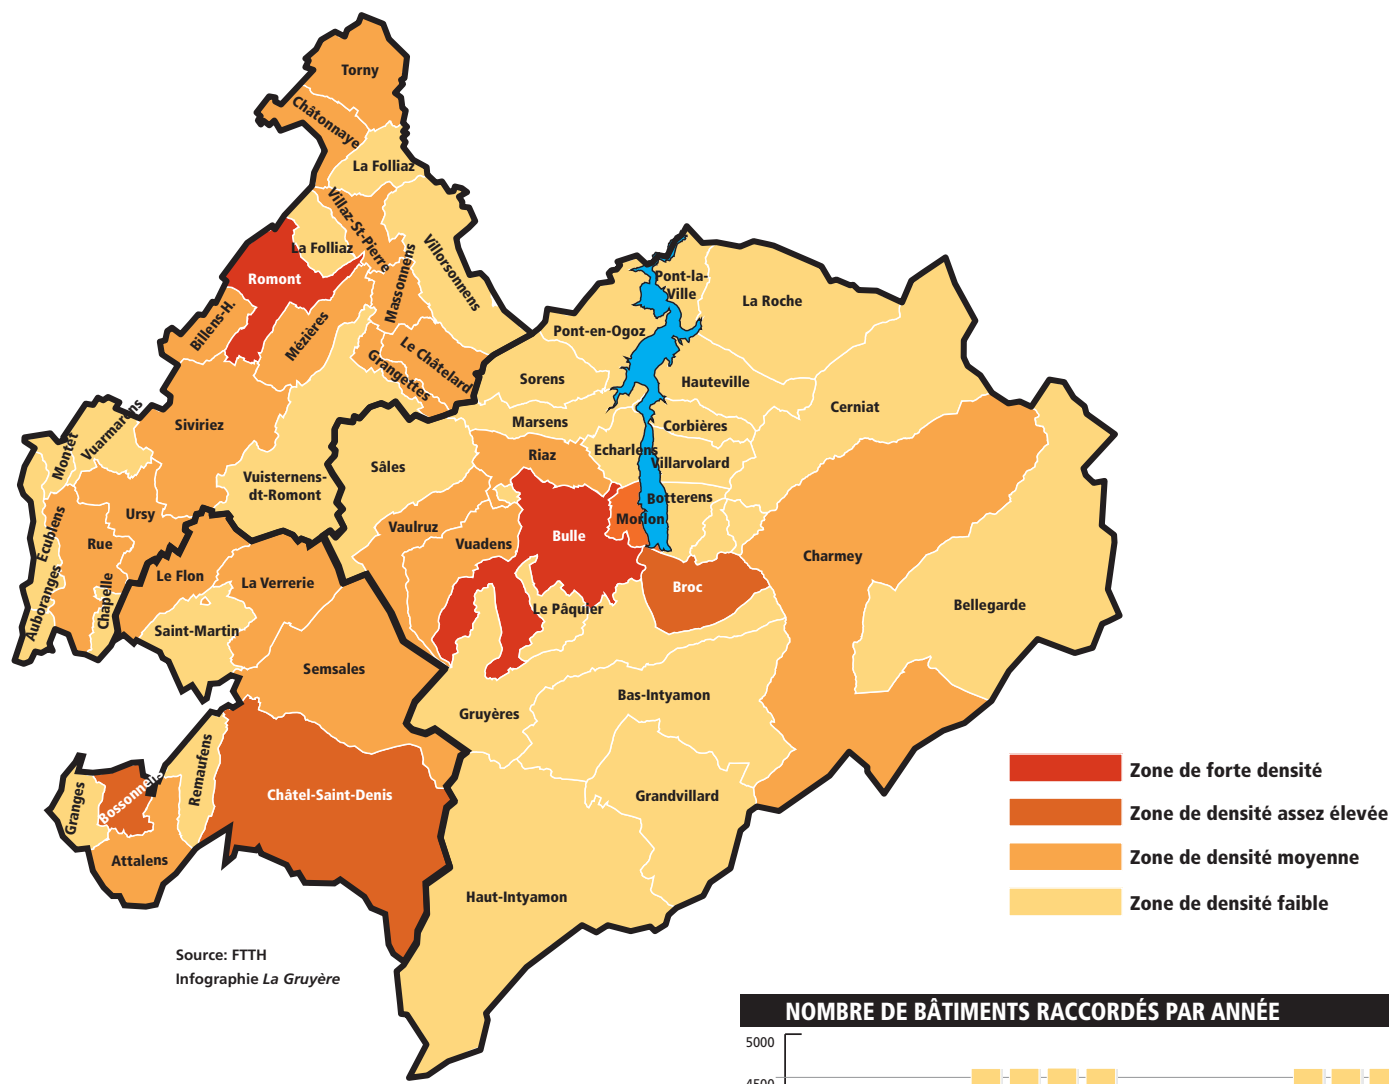 Torny
Châtonnaye
La Folliaz
Villaz-St-Pierre
La Folliaz
Villorsonnens
Romont
Massonnens
Billens-H.
Mézières
Le Châtelard
Grangettes
Pont-la-
Ville
La Roche
Pont-en-Ogoz
Sorens
Hauteville
Cerniat
Marsens
Corbières
Siviriez
Vuarmarens
Montet
Echarlens
Riaz
Villarvolard
Sâles
Vuisternens-
dt-Romont
Botterens
Ursy
Morlon
Vaulruz
Ecublens
Rue
Vuadens
Bulle
Charmey
Le Flon
La Verrerie
Broc
Auboranges
Chapelle
Le Pâquier
Bellegarde
Saint-Martin
Semsales
Bas-Intyamon
Gruyères
Remaufens
Bossonnens
Granges
Châtel-Saint-Denis
Grandvillard
Attalens
Haut-Intyamon
Zone de forte densité
Zone de densité assez élevée
Zone de densité moyenne
Zone de densité faible
Source: FTTH
Infographie La Gruyère
NOMBRE DE BÂTIMENTS RACCORDÉS PAR ANNÉE
5000
4500